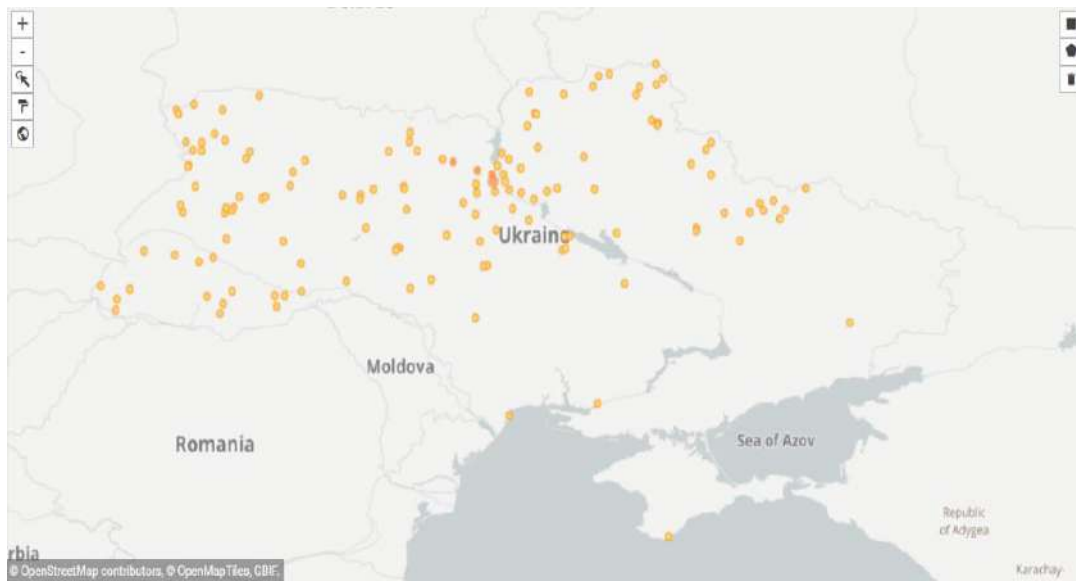 +
-
Ukraine
Moldova
Romania
Sea of Azov
Republic
of Adygea
rbia
© OpenStreetMap contributors, © OpenMapTiles, GBIF,
Karachay-